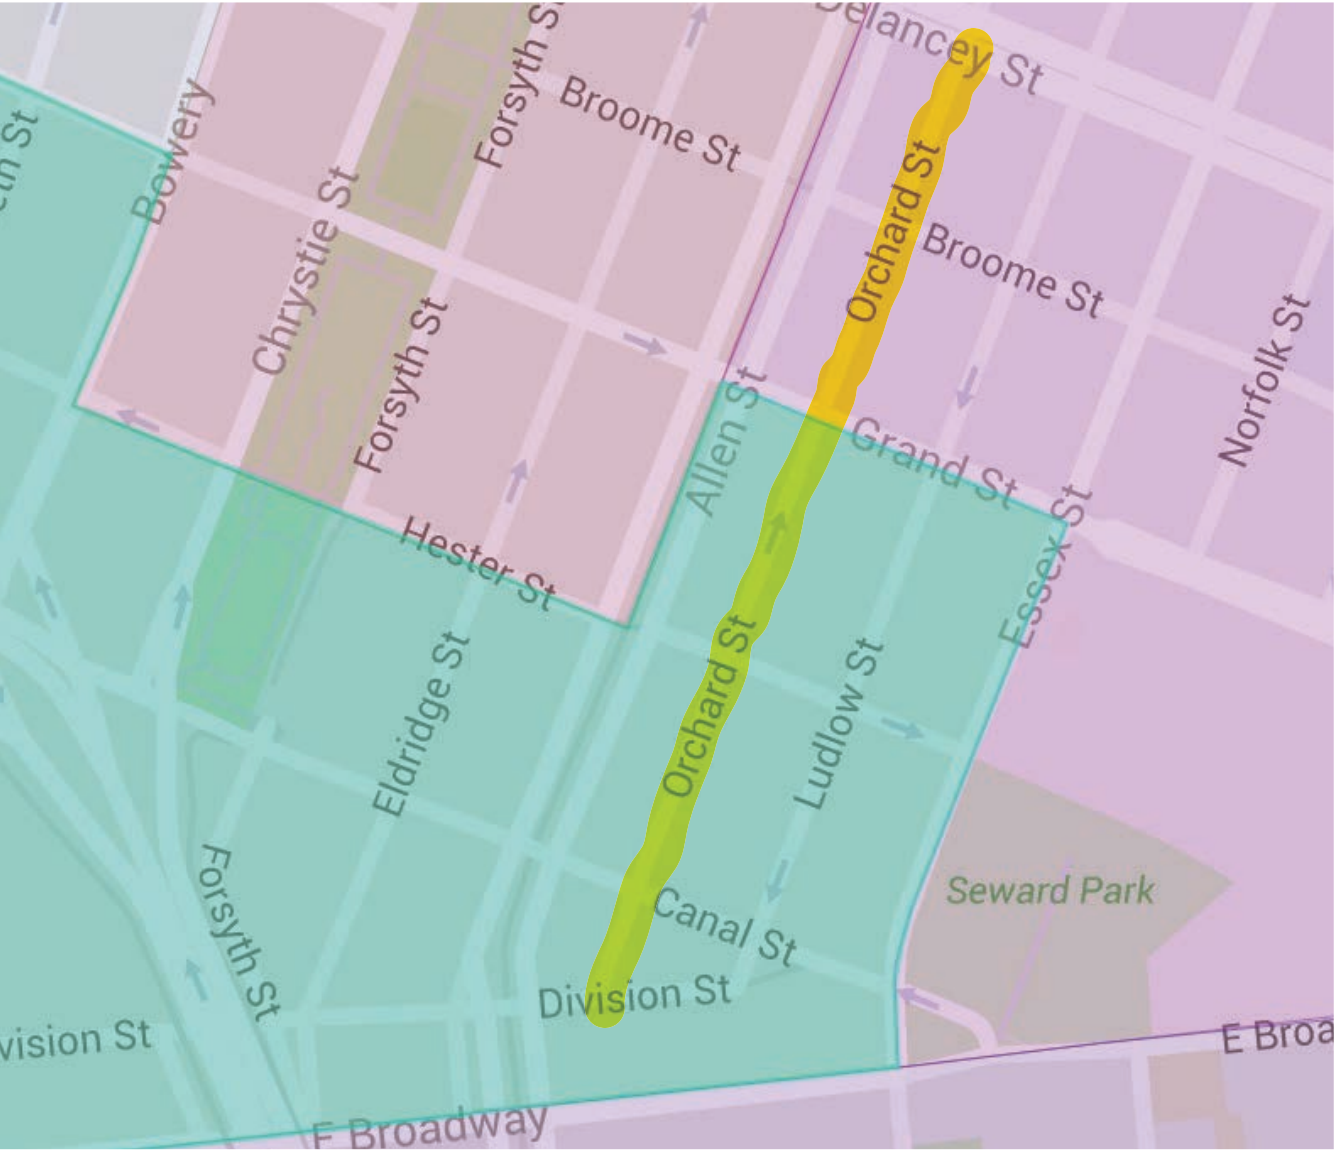 Delancey St
Forsyth St
Broome St
Bowery
Chrystie St
Orchard St
Broome St
Norfolk St
Forsyth St
Allen St
Grand St
Essex St
Hester St
Orchard St
Eldridge St
Ludlow St
Seward Park
Forsyth St
Canal St
Division St
vision St
E Broa
E Broadway